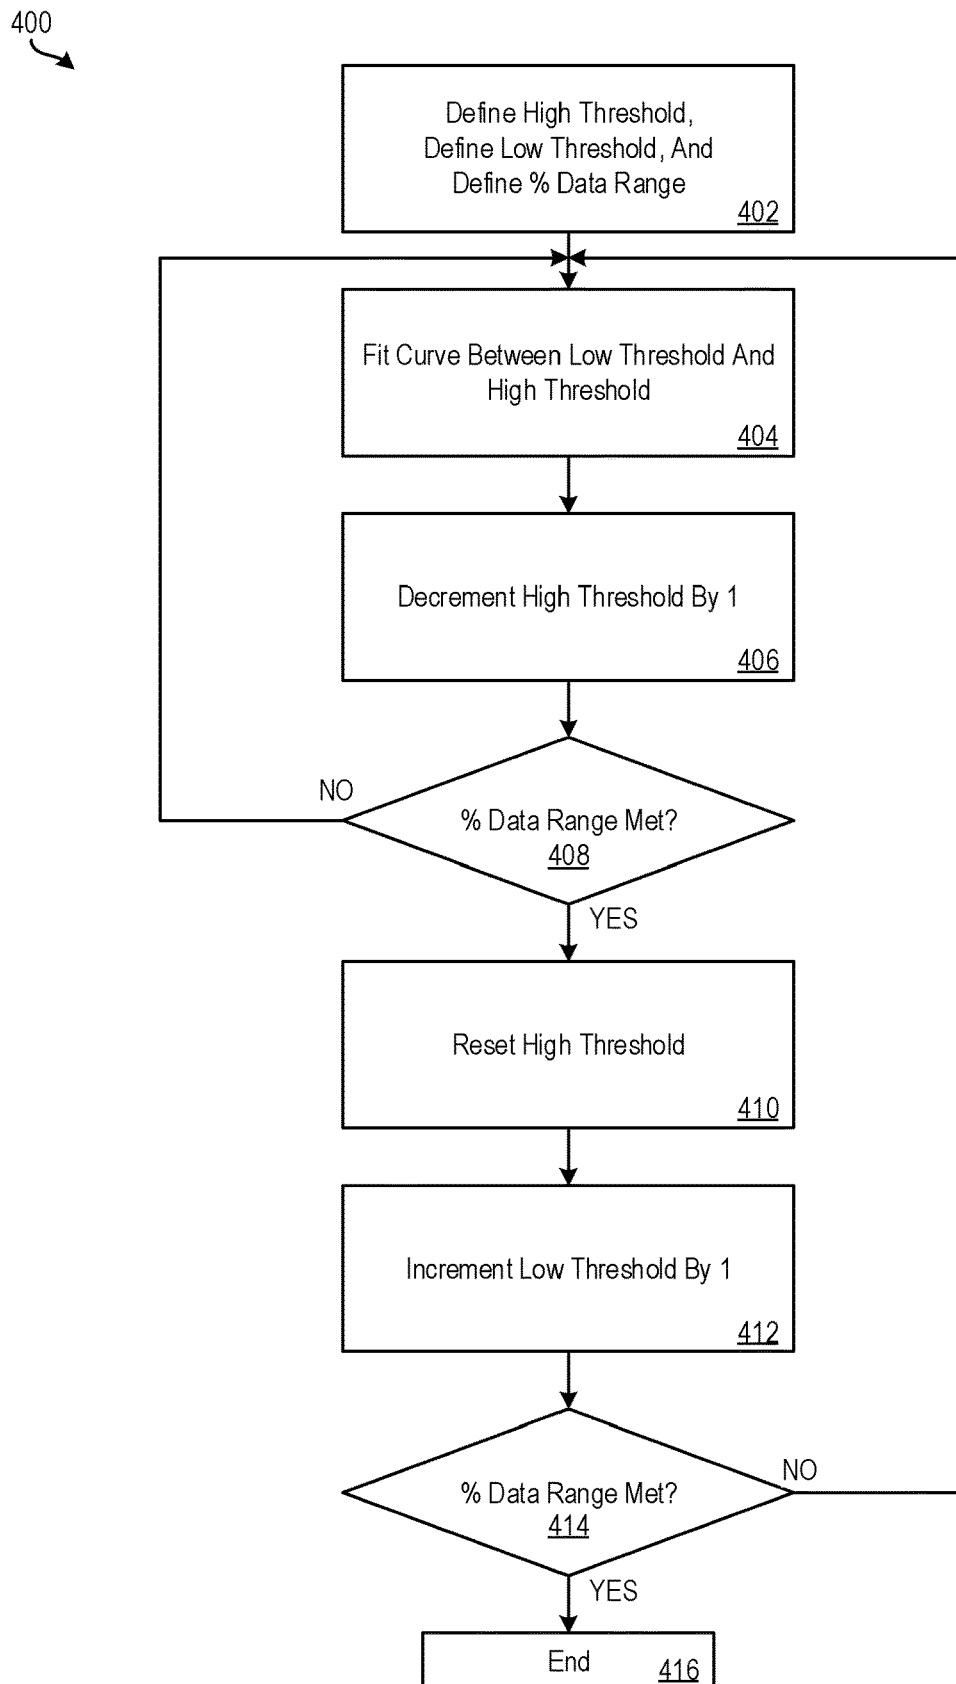 400
Define High Threshold,
Define Low Threshold, And
Define % Data Range
402
Fit Curve Between Low Threshold And
High Threshold
404
Decrement High Threshold By 1
406
NO
% Data Range Met?
408
YES
Reset High Threshold
410
Increment Low Threshold By 1
412
NO
% Data Range Met?
414
YES
End
416